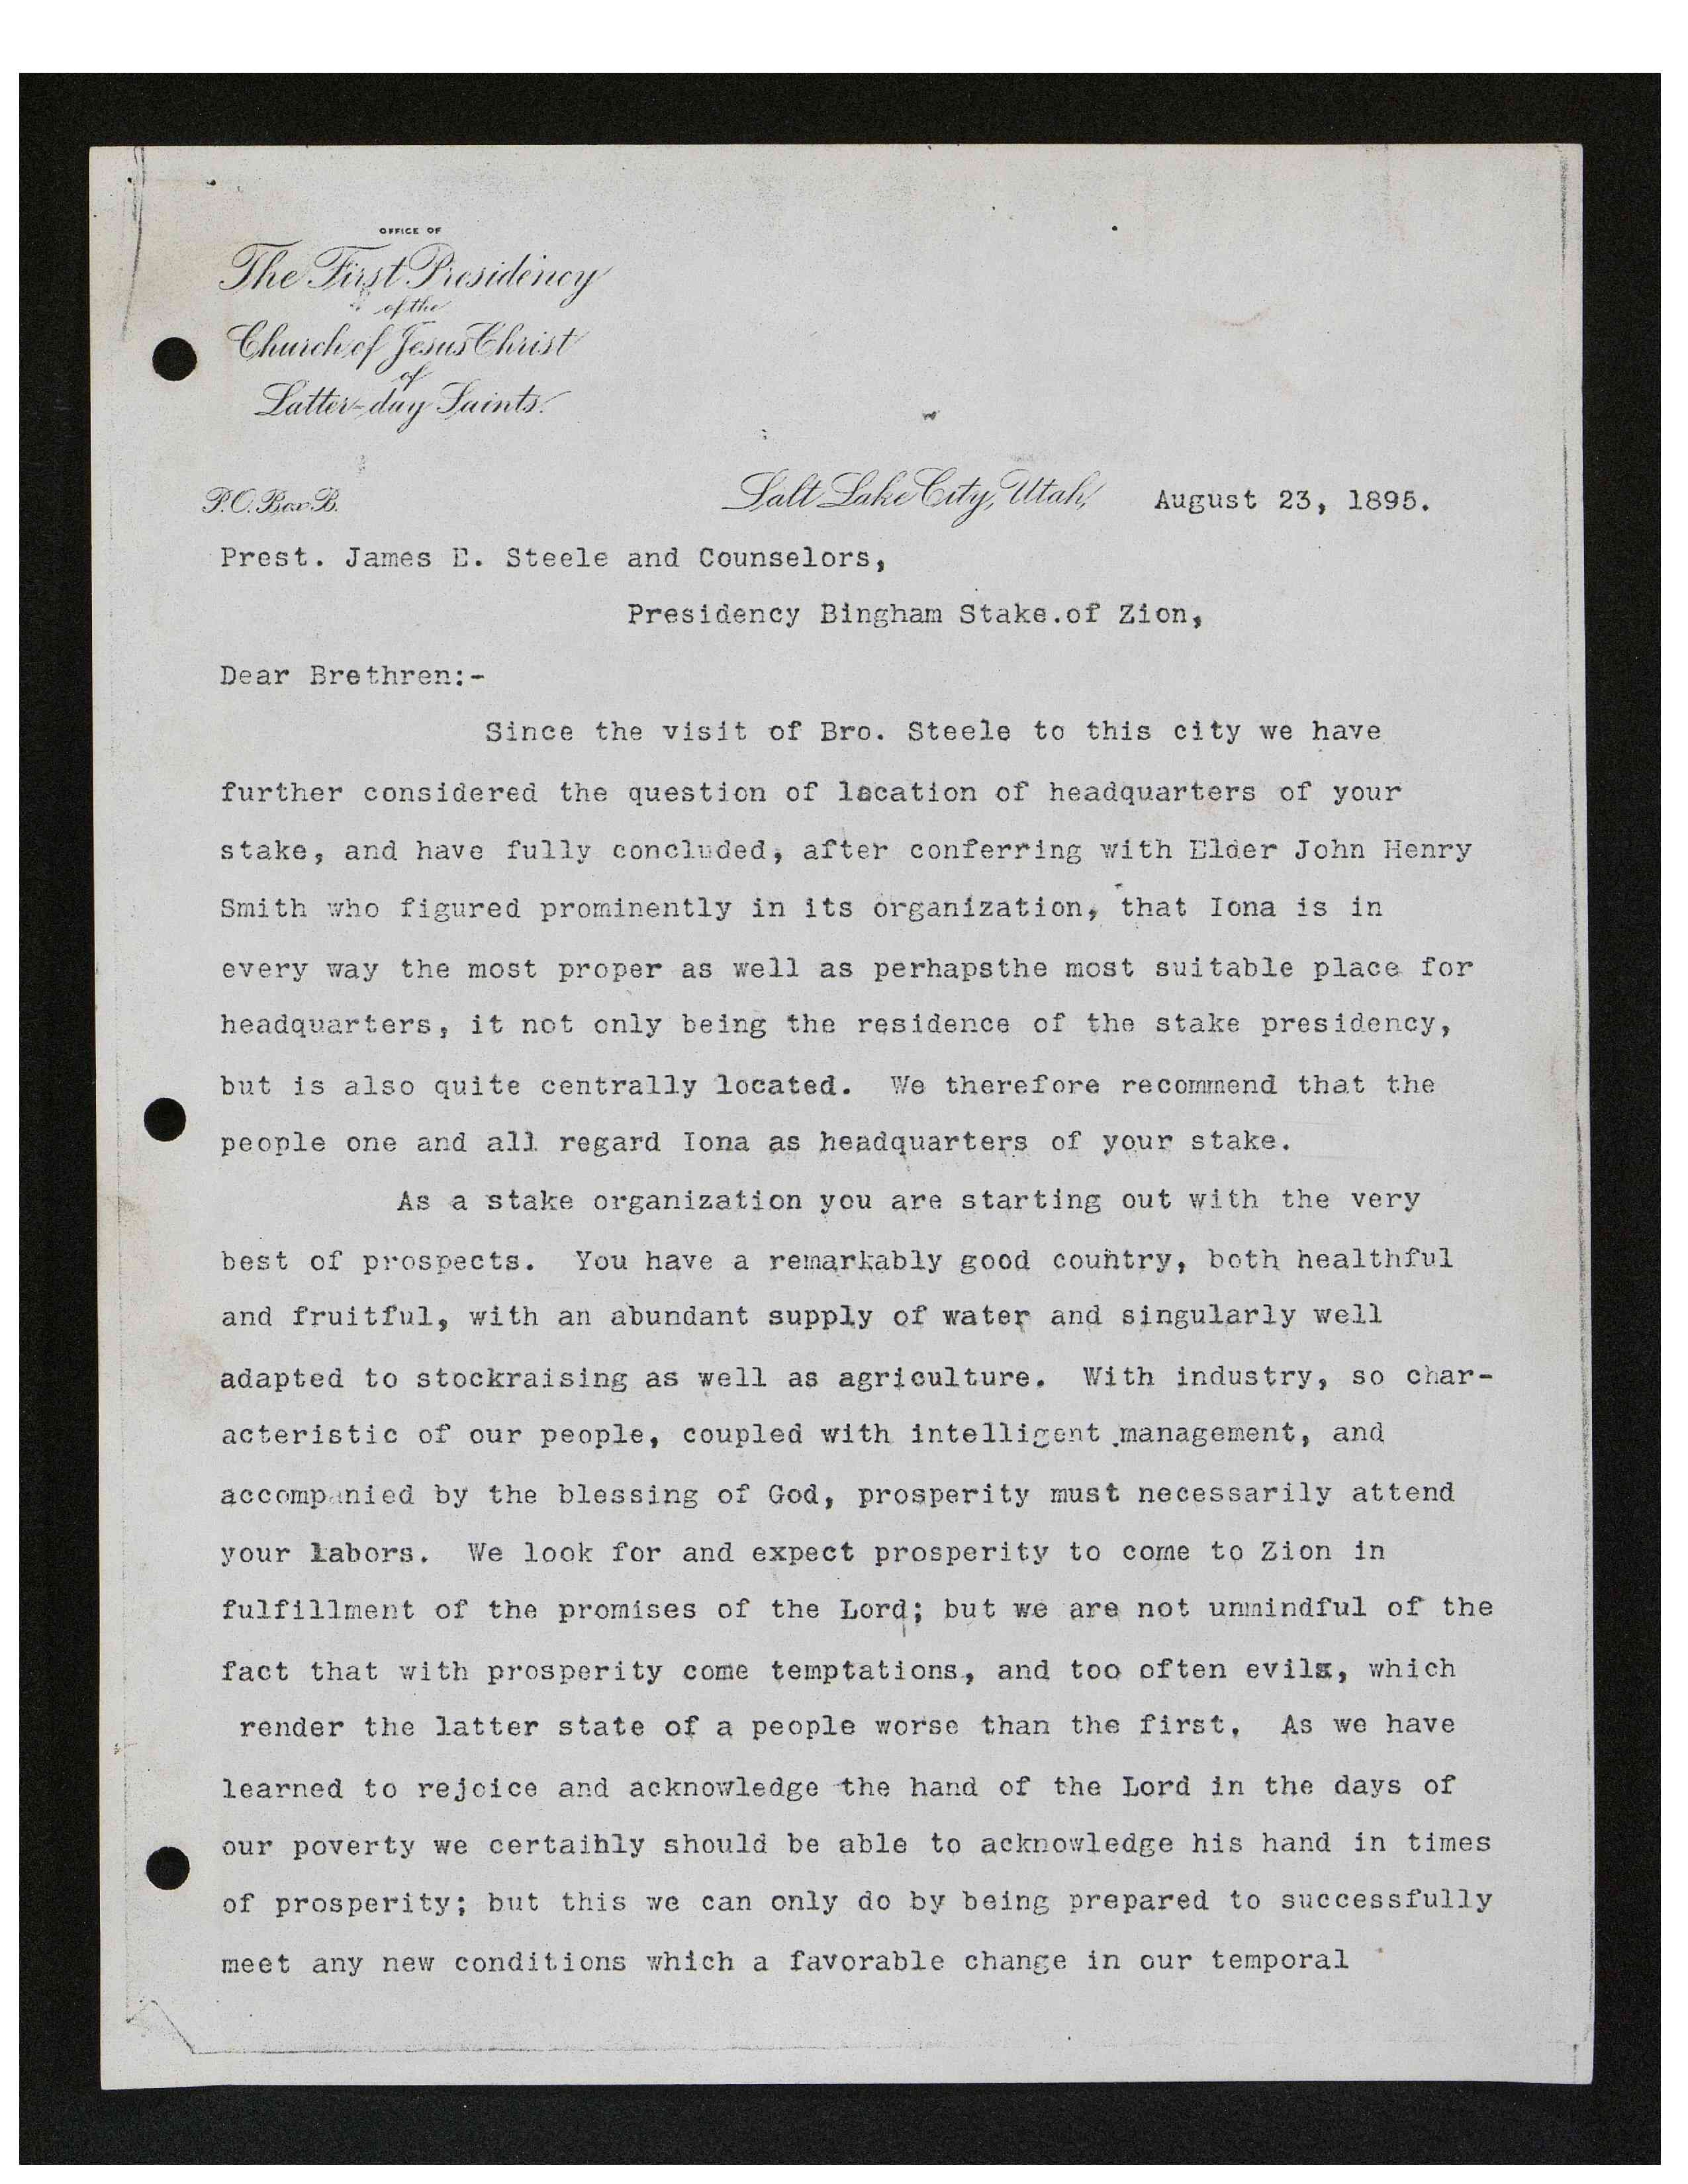 OFFICE OF
The First Presidency
of the
Church of Jesus Christ
of
Latter-day Saints.
P.O. Box B.
Salt Lake City, Utah, August 23, 1895.
Prest. James E. Steele and Counselors,
Presidency Bingham Stake.of Zion,
Dear Brethren:-
Since the visit of Bro. Steele to this city we have
further considered the question of location of headquarters of your
stake, and have fully concluded, after conferring with Elder John Henry
Smith who figured prominently in its organization, that Iona is in
every way the most proper as well as perhapsthe most suitable place for
headquarters, it not only being the residence of the stake presidency,
but is also quite centrally located. We therefore recommend that the
people one and all regard Iona as headquarters of your stake.
As a stake organization you are starting out with the very
best of prospects. You have a remarkably good country, both healthful
and fruitful, with an abundant supply of water and singularly well
adapted to stockraising as well as agriculture. With industry, so char-
acteristic of our people, coupled with intelligent management, and
accompanied by the blessing of God, prosperity must necessarily attend
your labors. We look for and expect prosperity to come to Zion in
fulfillment of the promises of the Lord; but we are not unmindful of the
fact that with prosperity come temptations, and too often evils, which
render the latter state of a people worse than the first. As we have
learned to rejoice and acknowledge the hand of the Lord in the days of
our poverty we certaibly should be able to acknowledge his hand in times
of prosperity; but this we can only do by being prepared to successfully
meet any new conditions which a favorable change in our temporal